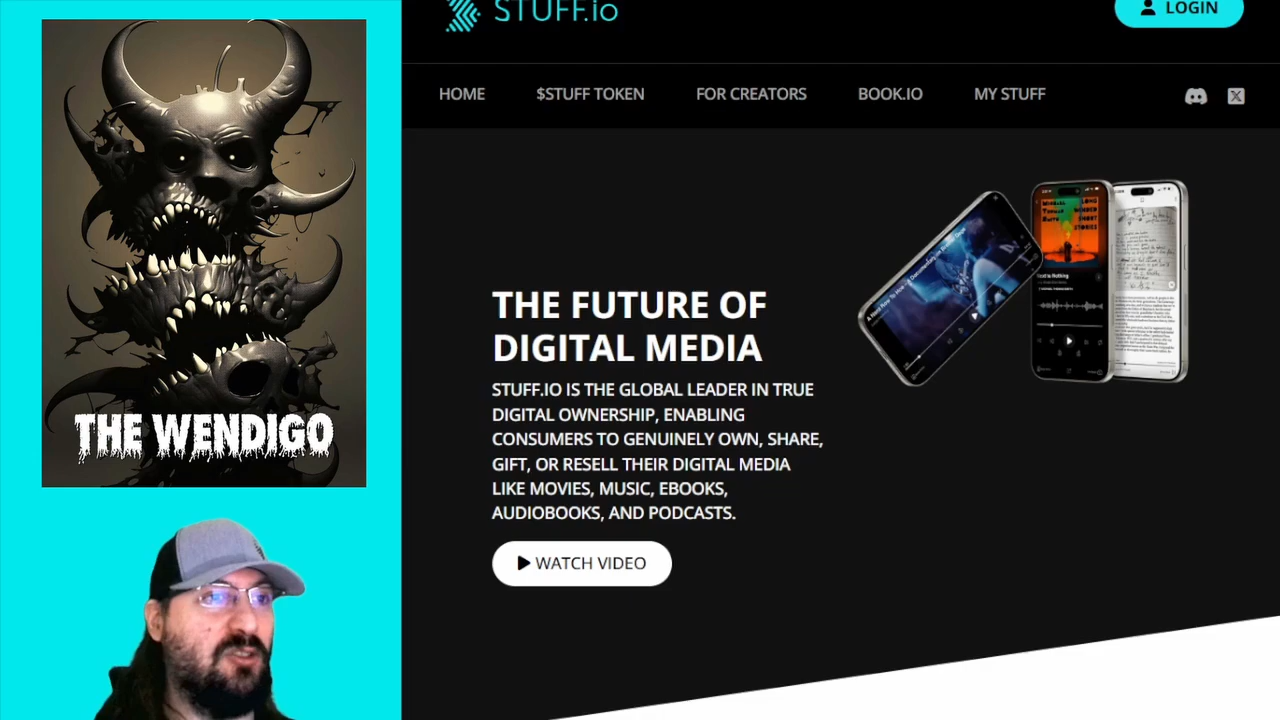 THE WENDIGO
STUFF.io
LOGIN
HOME
$STUFF TOKEN
FOR CREATORS
BOOK.IO
MY STUFF
THE FUTURE OF
DIGITAL MEDIA
STUFF.IO IS THE GLOBAL LEADER IN TRUE
DIGITAL OWNERSHIP, ENABLING
CONSUMERS TO GENUINELY OWN, SHARE,
GIFT, OR RESELL THEIR DIGITAL MEDIA
LIKE MOVIES, MUSIC, EBOOKS,
AUDIOBOOKS, AND PODCASTS.
WATCH VIDEO